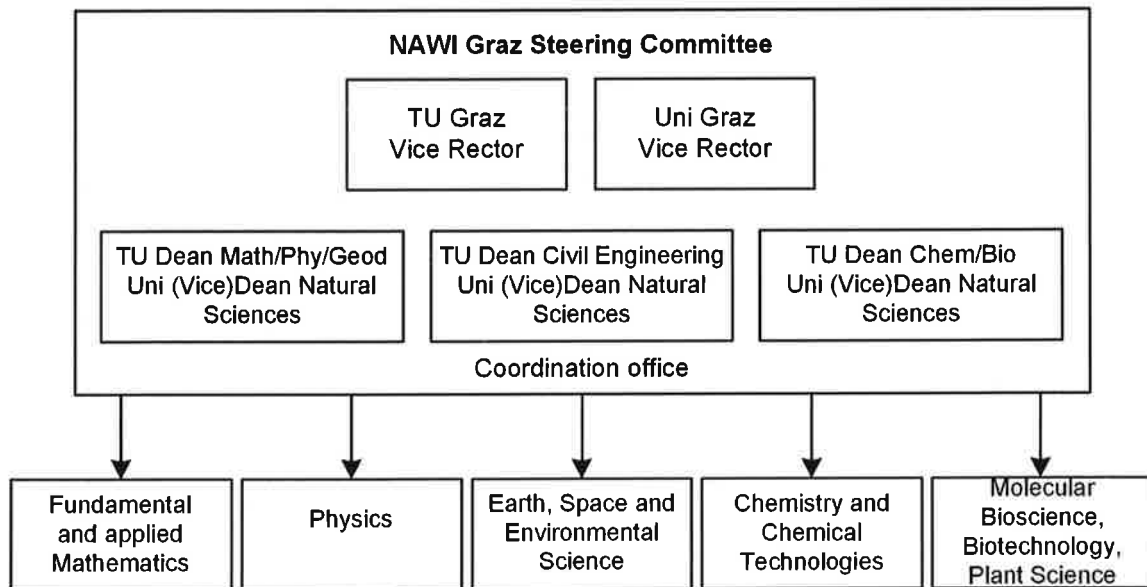 NAWI Graz Steering Committee
TU Graz
Vice Rector
Uni Graz
Vice Rector
TU Dean Math/Phy/Geod
Uni (Vice)Dean Natural
Sciences
TU Dean Civil Engineering
Uni (Vice)Dean Natural
Sciences
TU Dean Chem/Bio
Uni (Vice)Dean Natural
Sciences
Coordination office
Fundamental
and applied
Mathematics
Physics
Earth, Space and
Environmental
Science
Chemistry and
Chemical
Technologies
Molecular
Bioscience,
Biotechnology,
Plant Science